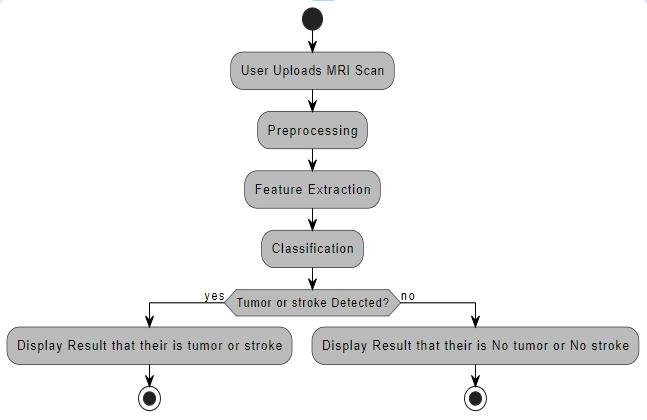 User Uploads MRI Scan
Preprocessing
Feature Extraction
Classification
yes
Tumor or stroke Detected?
no
Display Result that their is tumor or stroke
Display Result that their is No tumor or No stroke